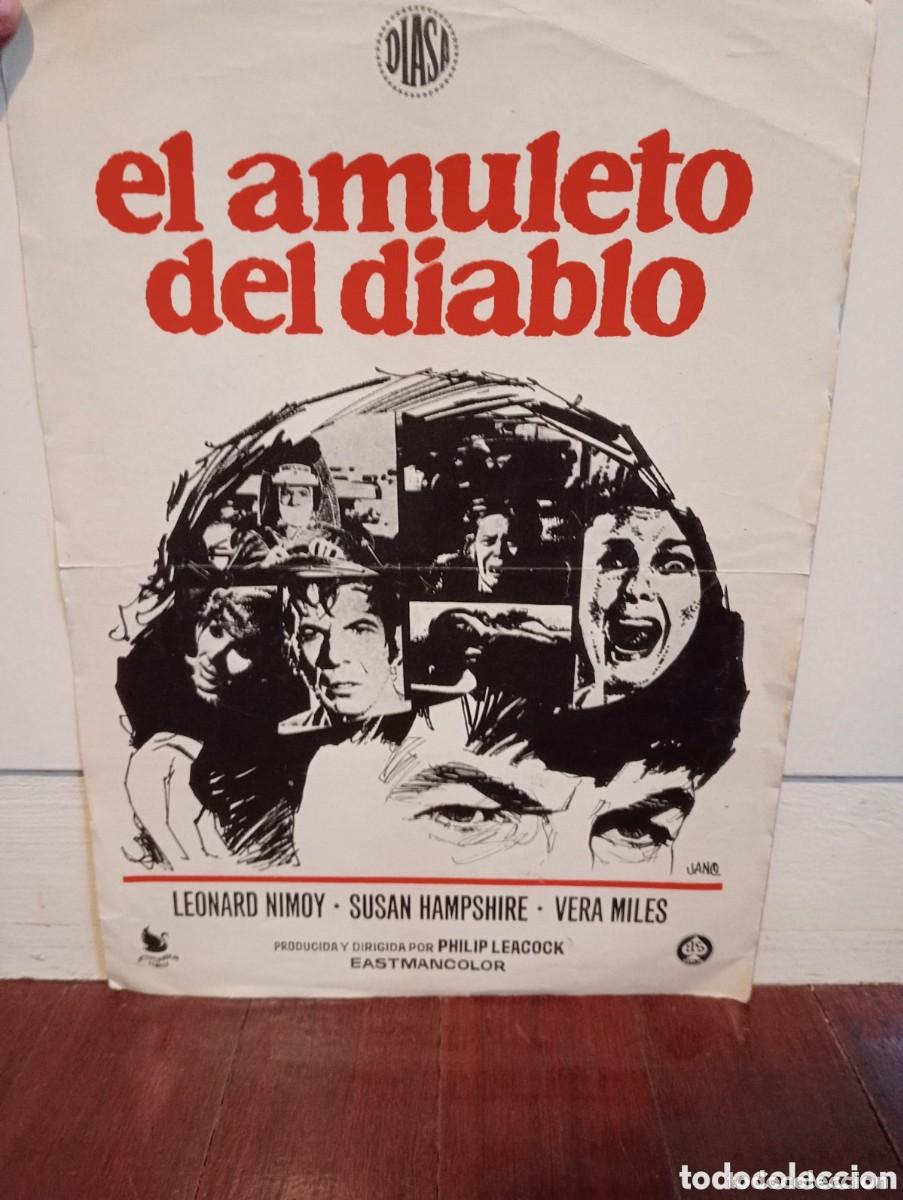 DIASA
el amuleto
del diablo
JANO
LEONARD NIMOY · SUSAN HAMPSHIRE · VERA MILES
PRODUCIDA Y DIRIGIDA POR PHILIP LEACOCK
EASTMANCOLOR
as
todocoleccion